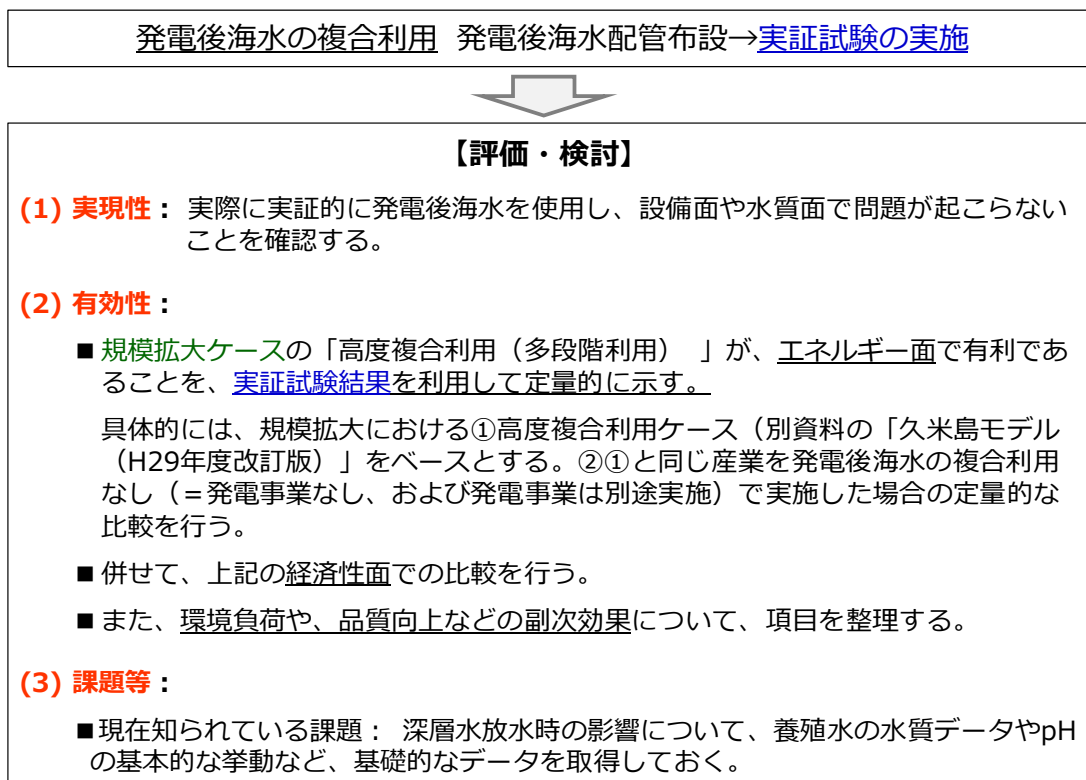 発電後海水の複合利用 発電後海水配管布設→実証試験の実施
【評価・検討】
(1) 実現性： 実際に実証的に発電後海水を使用し、設備面や水質面で問題が起こらない
ことを確認する。
(2) 有効性：
■ 規模拡大ケースの「高度複合利用（多段階利用） 」が、エネルギー面で有利であ
ることを、実証試験結果を利用して定量的に示す。
具体的には、規模拡大における①高度複合利用ケース（別資料の「久米島モデル
（H29年度改訂版）」をベースとする。②①と同じ産業を発電後海水の複合利用
なし（＝発電事業なし、および発電事業は別途実施）で実施した場合の定量的な
比較を行う。
■ 併せて、上記の経済性面での比較を行う。
■ また、環境負荷や、品質向上などの副次効果について、項目を整理する。
(3) 課題等：
■現在知られている課題： 深層水放水時の影響について、養殖水の水質データやpH
の基本的な挙動など、基礎的なデータを取得しておく。